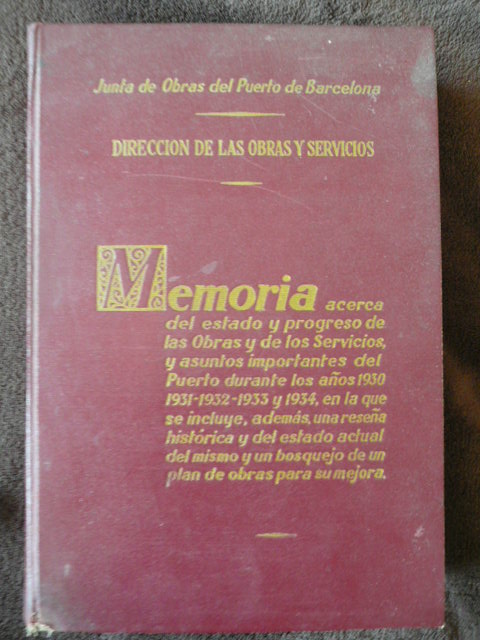 Junta de Obras del Puerto de Barcelona
DIRECCION DE LAS OBRAS Y SERVICIOS
Memoria acerca
del estado y progreso de
las Obras y de los Servicios,
y asuntos importantes del
Puerto durante los años 1930
1931-1932-1933 y 1934, en la que
se incluye, además, una reseña
histórica y del estado actual
del mismo y un bosquejo de un
plan de obras para su mejora.